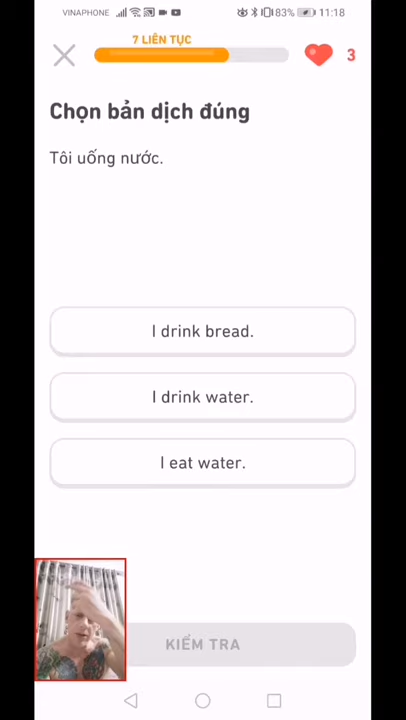 VINAPHONE 83% 11:18
7 LIÊN TỤC
3
Chọn bản dịch đúng
Tôi uống nước.
I drink bread.
I drink water.
I eat water.
KIỂM TRA